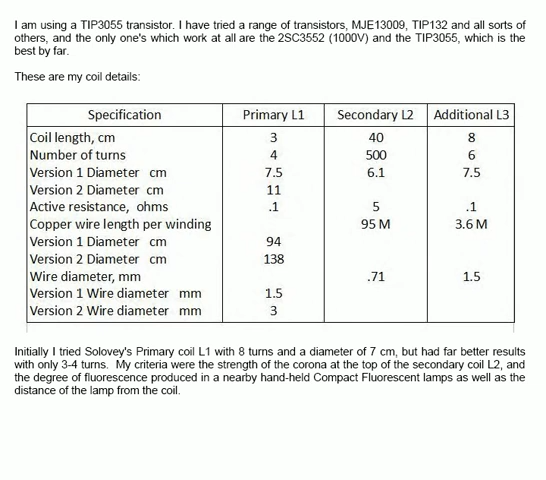 I am using a TIP3055 transistor. I have tried a range of transistors, MJE13009, TIP132 and all sorts of
others, and the only one's which work at all are the 2SC3552 (1000V) and the TIP3055, which is the
best by far.
These are my coil details:
Specification Primary L1 Secondary L2 Additional L3
Coil length, cm 3 40 8
Number of turns 4 500 6
Version 1 Diameter cm 7.5 6.1 7.5
Version 2 Diameter cm 11
Active resistance, ohms .1 5 .1
Copper wire length per winding 95 M 3.6 M
Version 1 Diameter cm 94
Version 2 Diameter cm 138
Wire diameter, mm .71 1.5
Version 1 Wire diameter mm 1.5
Version 2 Wire diameter mm 3
Initially I tried Solovey's Primary coil L1 with 8 turns and a diameter of 7 cm, but had far better results
with only 3-4 turns. My criteria were the strength of the corona at the top of the secondary coil L2, and
the degree of fluorescence produced in a nearby hand-held Compact Fluorescent lamps as well as the
distance of the lamp from the coil.